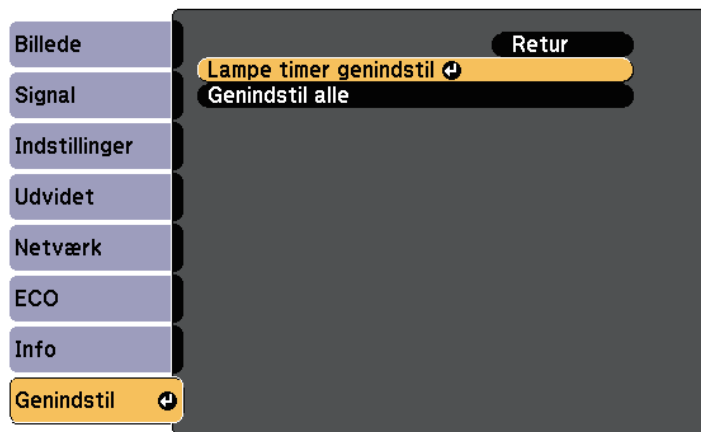 Billede
Signal
Indstillinger
Udvidet
Netværk
ECO
Info
Genindstil
Retur
Lampe timer genindstil
Genindstil alle